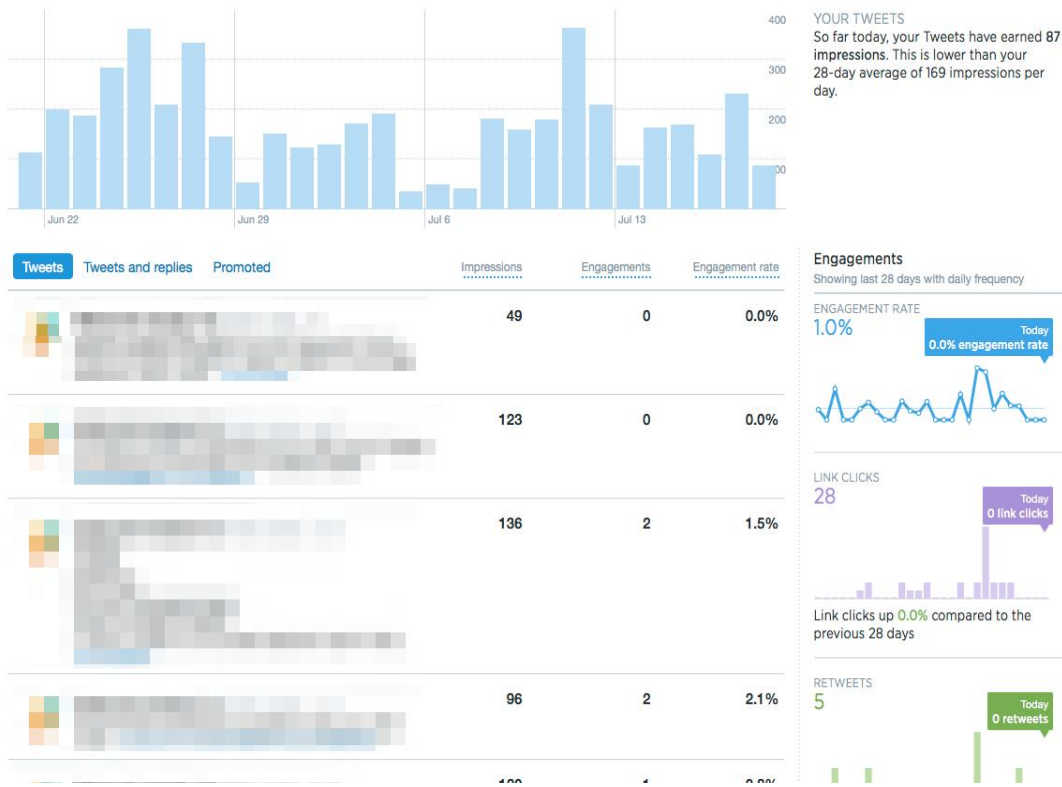 400
300
200
00
Jun 22
Jun 29
Jul 6
Jul 13
YOUR TWEETS
So far today, your Tweets have earned 87
impressions. This is lower than your
28-day average of 169 impressions per
day.
Tweets
Tweets and replies
Promoted
Impressions
Engagements
Engagement rate
49
0
0.0%
123
0
0.0%
136
2
1.5%
96
2
2.1%
Engagements
Showing last 28 days with daily frequency
ENGAGEMENT RATE
1.0%
Today
0.0% engagement rate
LINK CLICKS
28
Today
0 link clicks
Link clicks up 0.0% compared to the
previous 28 days
RETWEETS
5
Today
0 retweets